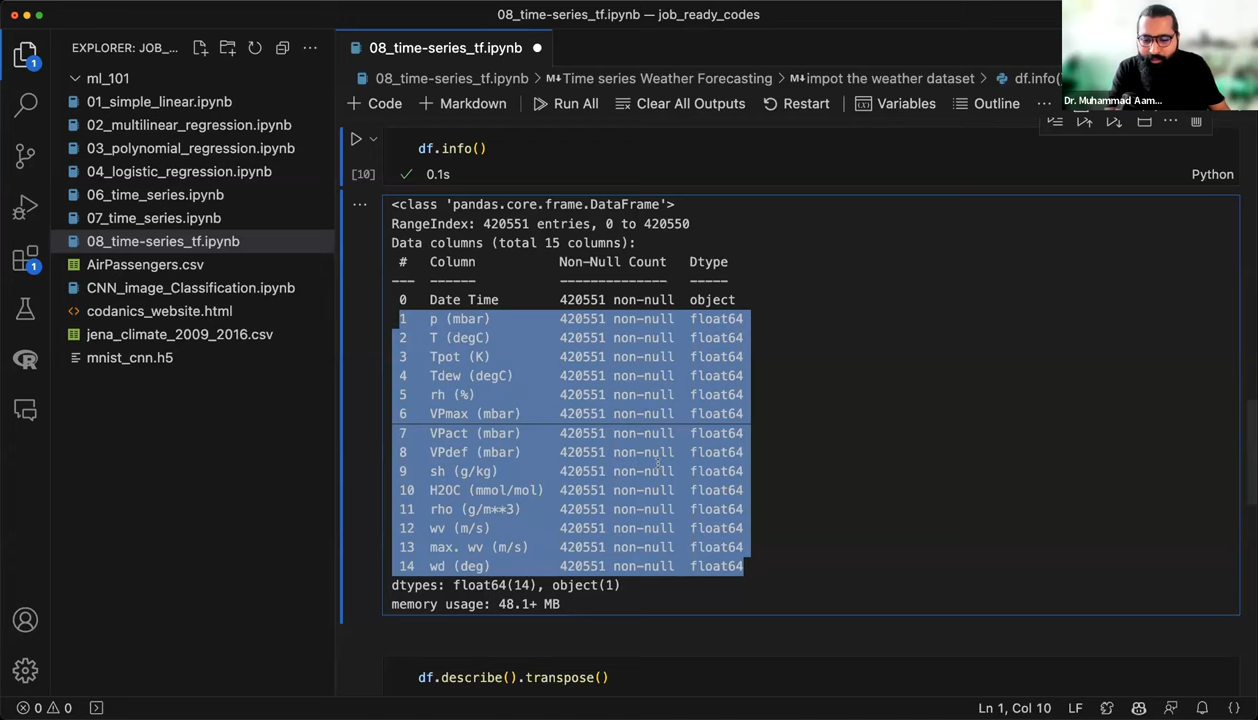 08_time-series_tf.ipynb — job_ready_codes
EXPLORER: JOB_...
08_time-series_tf.ipynb
08_time-series_tf.ipynb > M↓Time series Weather Forecasting > M↓impot the weather dataset > df.info()
+ Code + Markdown Run All Clear All Outputs Restart Variables Outline ...
Dr. Muhammad Aam...
1
1
ml_101
01_simple_linear.ipynb
02_multilinear_regression.ipynb
03_polynomial_regression.ipynb
04_logistic_regression.ipynb
06_time_series.ipynb
07_time_series.ipynb
08_time-series_tf.ipynb
AirPassengers.csv
CNN_image_Classification.ipynb
codanics_website.html
jena_climate_2009_2016.csv
mnist_cnn.h5
df.info()
[10] 0.1s Python
<class 'pandas.core.frame.DataFrame'>
RangeIndex: 420551 entries, 0 to 420550
Data columns (total 15 columns):
# Column Non-Null Count Dtype
--- ------ -------------- -----
0 Date Time 420551 non-null object
1 p (mbar) 420551 non-null float64
2 T (degC) 420551 non-null float64
3 Tpot (K) 420551 non-null float64
4 Tdew (degC) 420551 non-null float64
5 rh (%) 420551 non-null float64
6 VPmax (mbar) 420551 non-null float64
7 VPact (mbar) 420551 non-null float64
8 VPdef (mbar) 420551 non-null float64
9 sh (g/kg) 420551 non-null float64
10 H2OC (mmol/mol) 420551 non-null float64
11 rho (g/m**3) 420551 non-null float64
12 wv (m/s) 420551 non-null float64
13 max. wv (m/s) 420551 non-null float64
14 wd (deg) 420551 non-null float64
dtypes: float64(14), object(1)
memory usage: 48.1+ MB
df.describe().transpose()
0 0 Ln 1, Col 10 LF